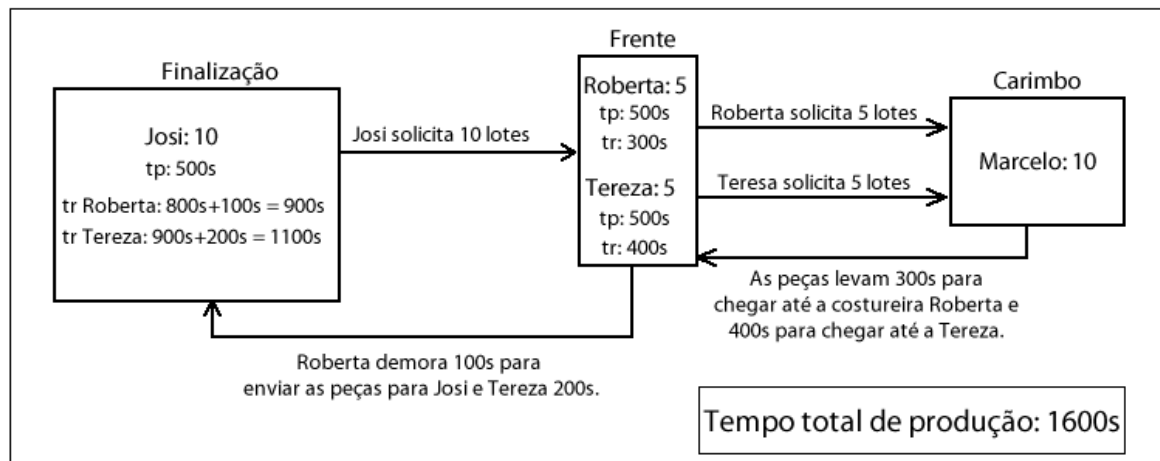 Finalização
Josi: 10
tp: 500s
tr Roberta: 800s+100s = 900s
tr Tereza: 900s+200s = 1100s
Josi solicita 10 lotes
Frente
Roberta: 5
tp: 500s
tr: 300s
Tereza: 5
tp: 500s
tr: 400s
Roberta solicita 5 lotes
Teresa solicita 5 lotes
Carimbo
Marcelo: 10
As peças levam 300s para
chegar até a costureira Roberta e
400s para chegar até a Tereza.
Roberta demora 100s para
enviar as peças para Josi e Tereza 200s.
Tempo total de produção: 1600s